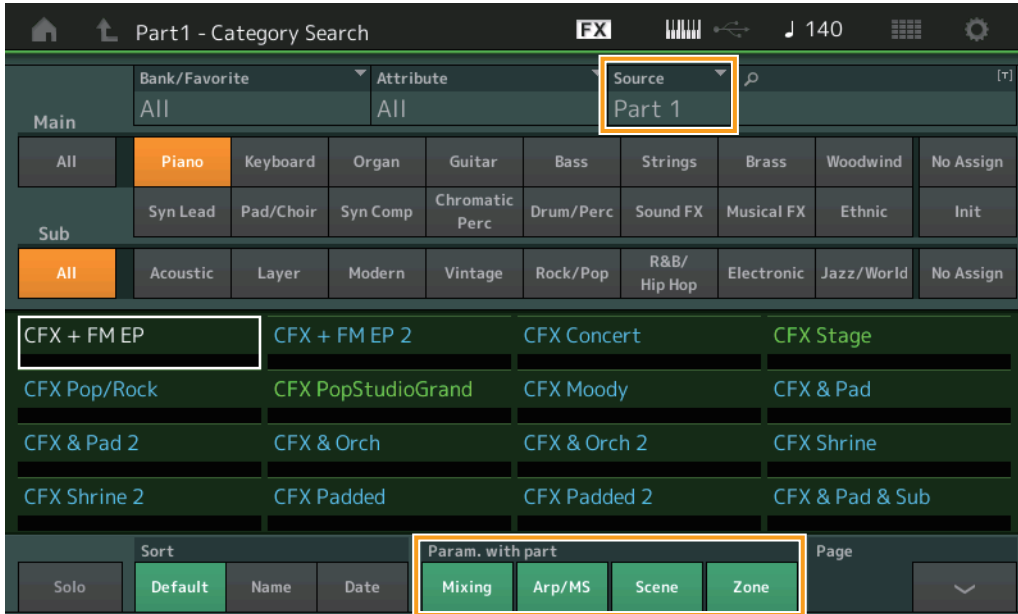 Part1 - Category Search FX ♩ 140
Bank/Favorite Attribute Source [T]
All All Part 1
Main
All Piano Keyboard Organ Guitar Bass Strings Brass Woodwind No Assign
Syn Lead Pad/Choir Syn Comp Chromatic Perc Drum/Perc Sound FX Musical FX Ethnic Init
Sub
All Acoustic Layer Modern Vintage Rock/Pop R&B/ Hip Hop Electronic Jazz/World No Assign
CFX + FM EP CFX + FM EP 2 CFX Concert CFX Stage
CFX Pop/Rock CFX PopStudioGrand CFX Moody CFX & Pad
CFX & Pad 2 CFX & Orch CFX & Orch 2 CFX Shrine
CFX Shrine 2 CFX Padded CFX Padded 2 CFX & Pad & Sub
Sort Param. with part Page
Solo Default Name Date Mixing Arp/MS Scene Zone